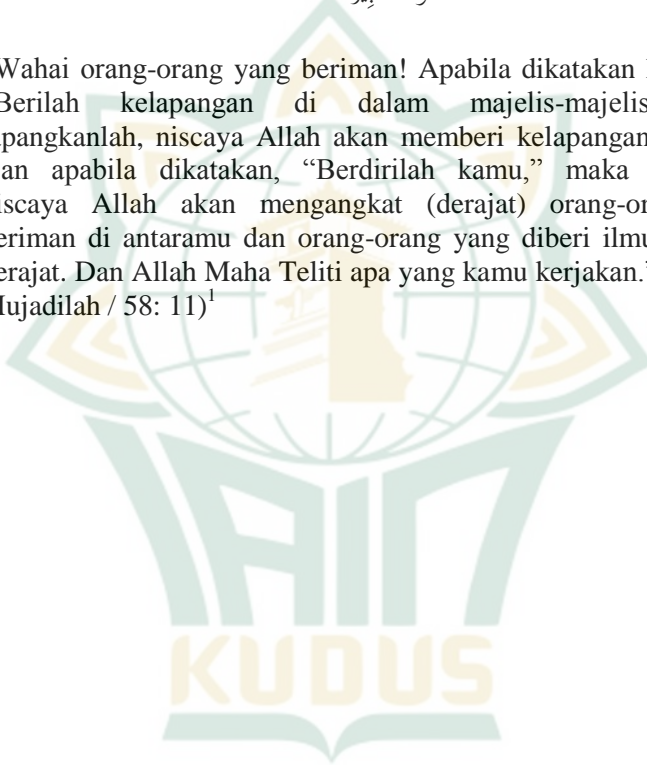 Wahai orang-orang yang beriman! Apabila dikatakan
Berilah kelapangan di dalam majelis-majelis
apangkanlah, niscaya Allah akan memberi kelapangan
an apabila dikatakan, “Berdirilah kamu,” maka
iscaya Allah akan mengangkat (derajat) orang-or
eriman di antaramu dan orang-orang yang diberi ilmu
erajat. Dan Allah Maha Teliti apa yang kamu kerjakan.”
Mujadilah / 58: 11)1
IAIN
KUDUS